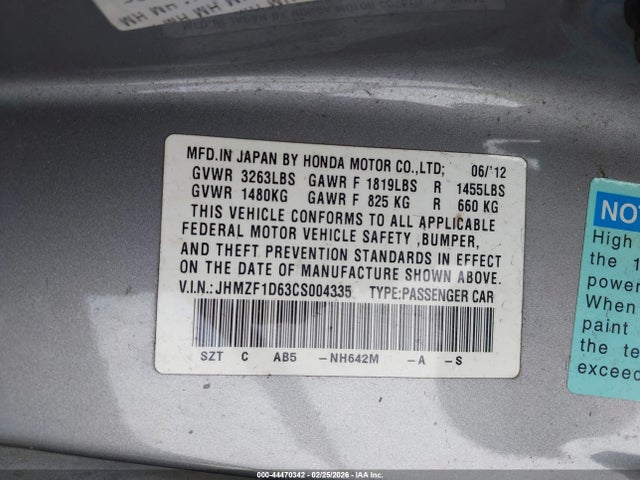 MFD.IN JAPAN BY HONDA MOTOR CO.,LTD; 06/'12
GVWR 3263LBS GAWR F 1819LBS R 1455LBS
GVWR 1480KG GAWR F 825 KG R 660 KG
THIS VEHICLE CONFORMS TO ALL APPLICABLE
FEDERAL MOTOR VEHICLE SAFETY ,BUMPER,
AND THEFT PREVENTION STANDARDS IN EFFECT
ON THE DATE OF MANUFACTURE SHOWN ABOVE.
V.I.N.:JHMZF1D63CS004335 TYPE:PASSENGER CAR
SZT C AB5 -NH642M -A -S
NOT
High
the 1
power
When
paint
the te
exceed
000-44470342 - 02/25/2026 - IAA Inc.